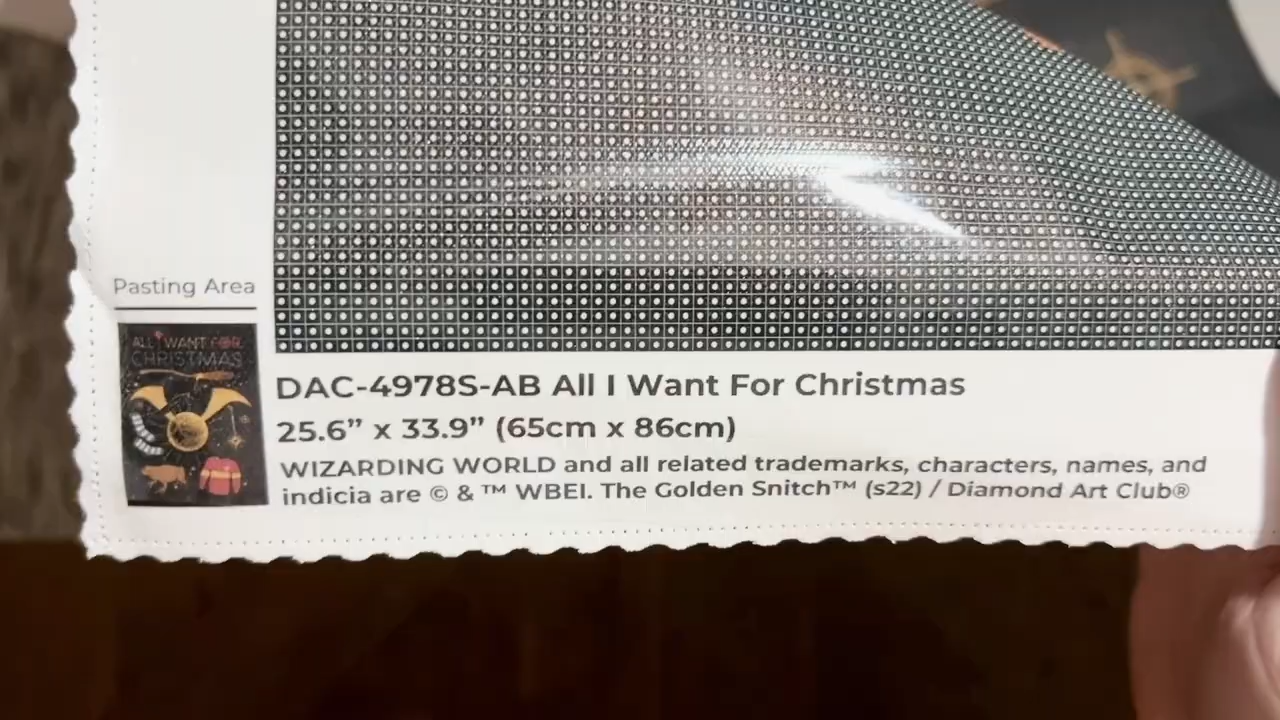 Pasting Area
ALL I WANT FOR
CHRISTMAS
DAC-4978S-AB All I Want For Christmas
25.6” x 33.9” (65cm x 86cm)
WIZARDING WORLD and all related trademarks, characters, names, and
indicia are © & ™ WBEI. The Golden Snitch™ (s22) / Diamond Art Club®